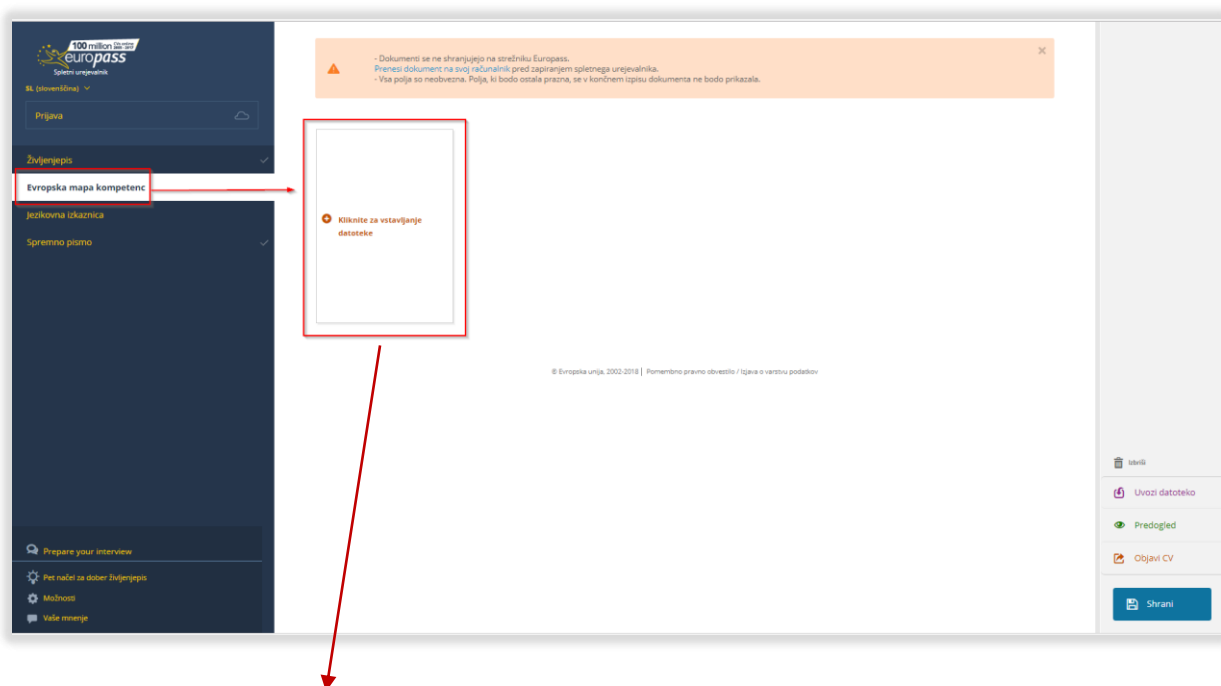 100 million CVs online
europass
Spletni urejevalnik
SL (slovenščina)
Prijava
Življenjepis
Evropska mapa kompetenc
Jezikovna izkaznica
Spremno pismo
- Dokumenti se ne shranjujejo na strežniku Europass.
Prenesi dokument na svoj računalnik pred zapiranjem spletnega urejevalnika.
- Vsa polja so neobvezna. Polja, ki bodo ostala prazna, se v končnem izpisu dokumenta ne bodo prikazala.
Kliknite za vstavljanje
datoteke
© Evropska unija, 2002-2018 | Pomembno pravno obvestilo / Izjava o varstvu podatkov
Prepare your interview
Pet načel za dober življenjepis
Možnosti
Vaše mnenje
Izbriši
Uvozi datoteko
Predogled
Objavi CV
Shrani